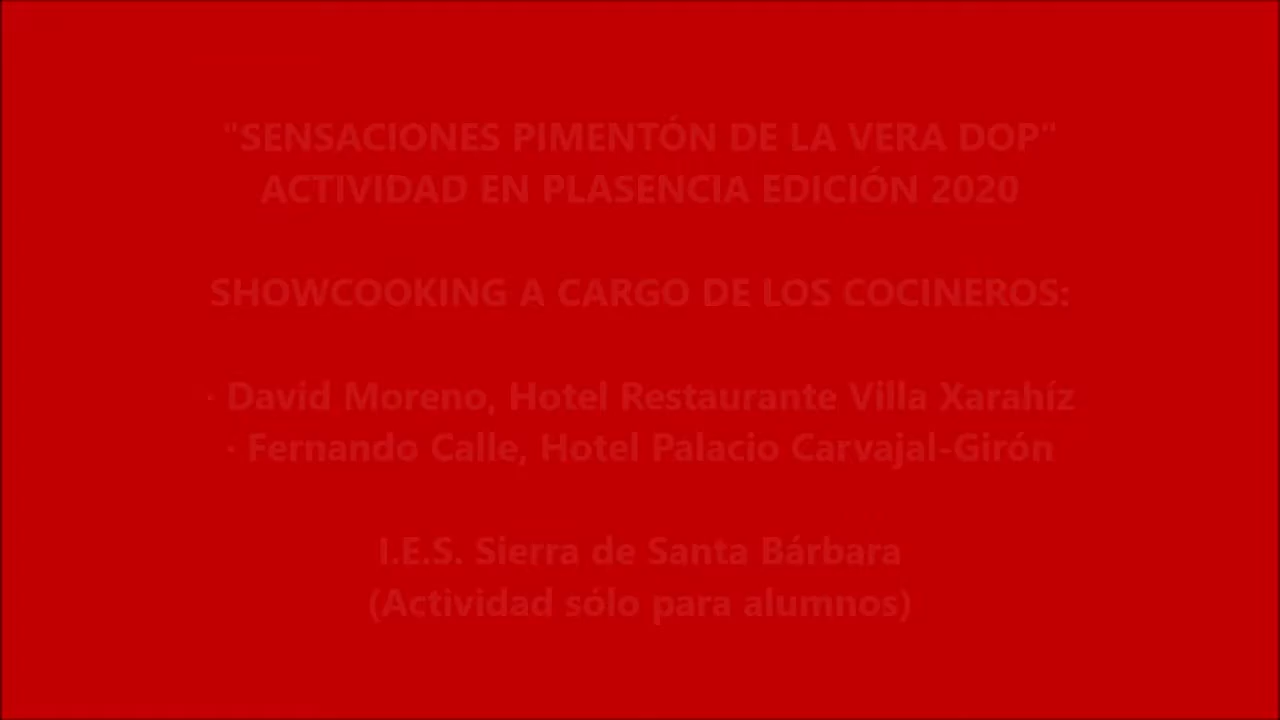 "SENSACIONES PIMENTÓN DE LA VERA DOP"
ACTIVIDAD EN PLASENCIA EDICIÓN 2020
SHOWCOOKING A CARGO DE LOS COCINEROS:
· David Moreno, Hotel Restaurante Villa Xarahíz
· Fernando Calle, Hotel Palacio Carvajal-Girón
I.E.S. Sierra de Santa Bárbara
(Actividad sólo para alumnos)